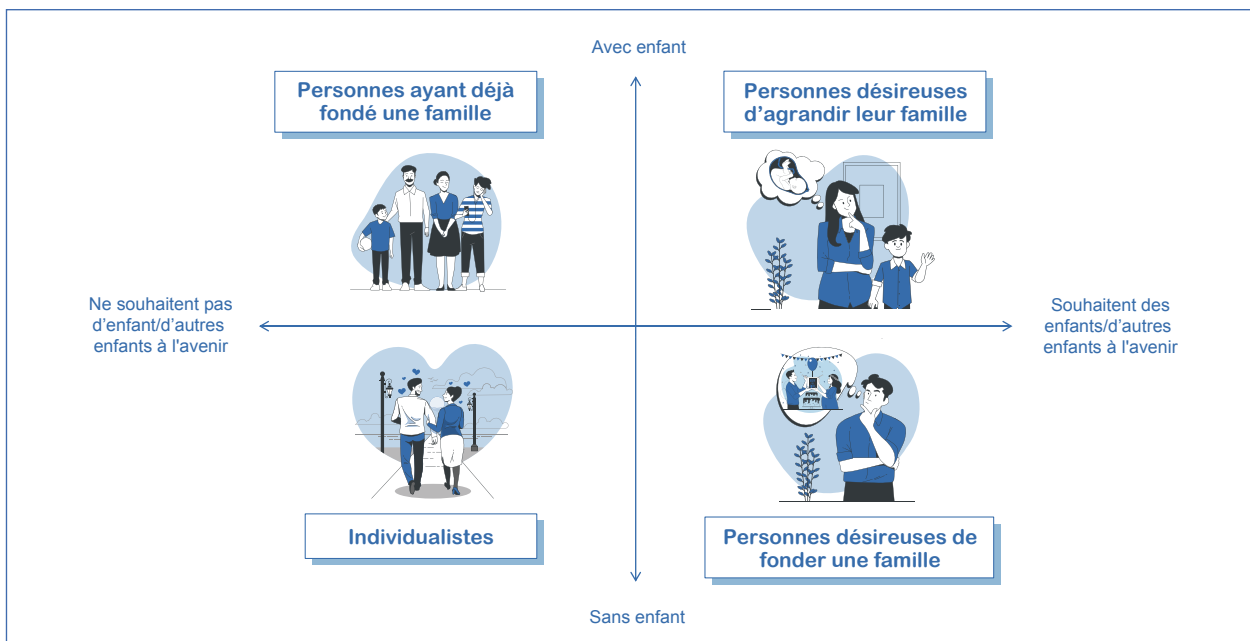 Avec enfant
Personnes ayant déjà
fondé une famille
Personnes désireuses
d’agrandir leur famille
Ne souhaitent pas
d’enfant/d’autres
enfants à l'avenir
Souhaitent des
enfants/d’autres
enfants à l'avenir
Individualistes
Personnes désireuses de
fonder une famille
Sans enfant